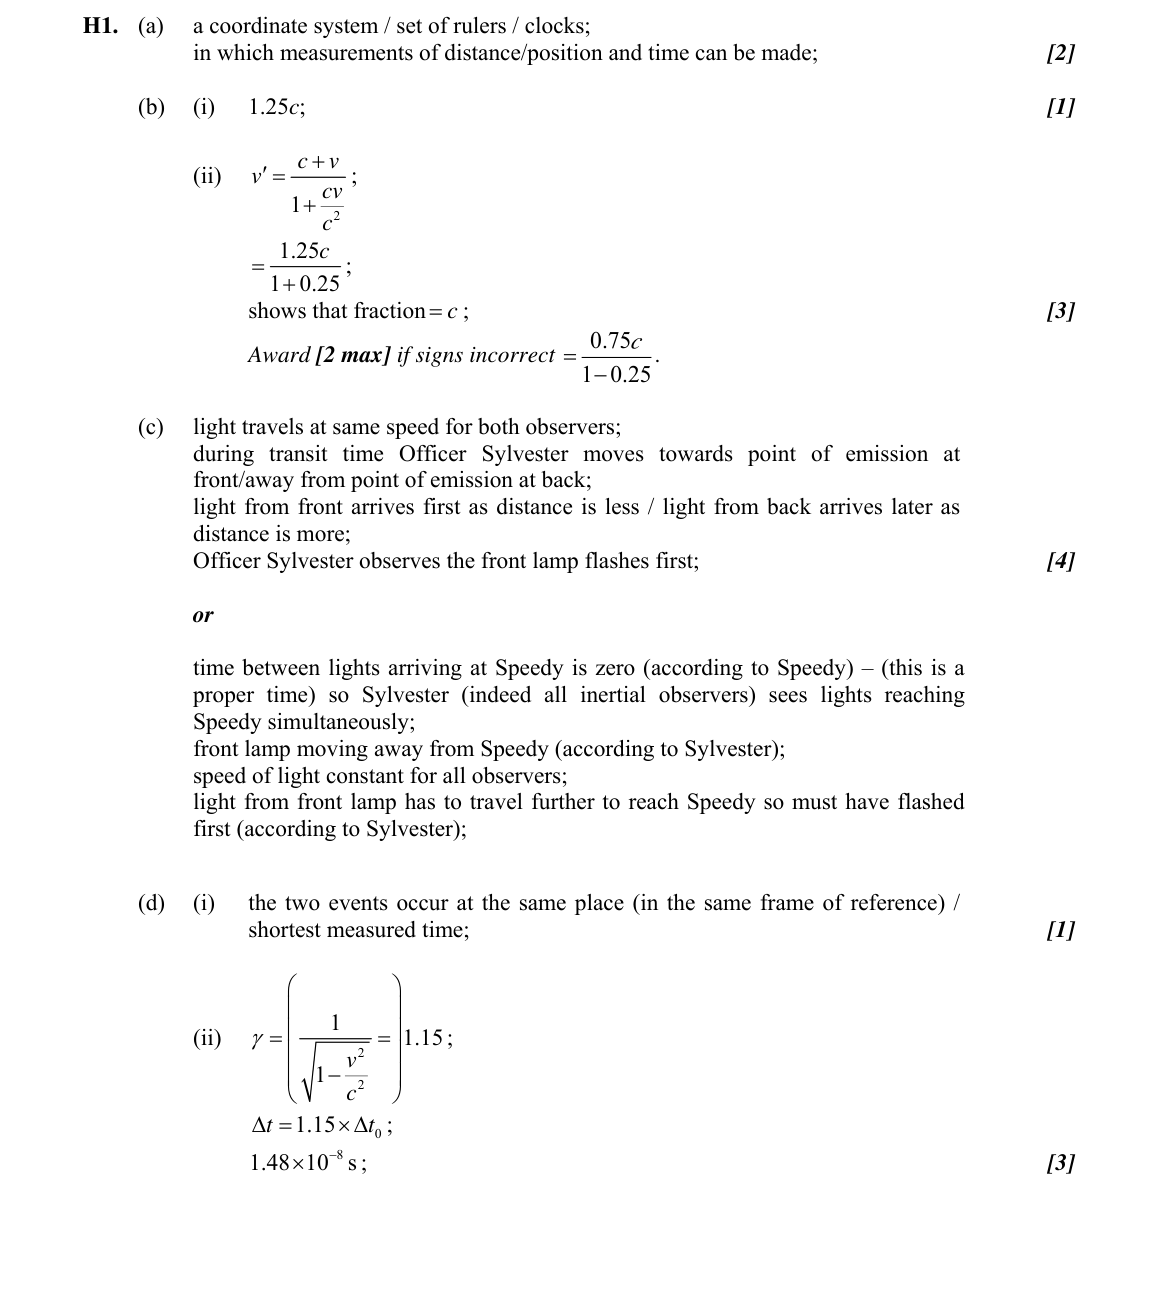 H1. (a) a coordinate system / set of rulers / clocks;
in which measurements of distance/position and time can be made; [2]
(b) (i) 1.25c; [1]
(ii) v′ = (c + v) / (1 + cv/c²) ;
= 1.25c / (1 + 0.25) ;
shows that fraction = c ; [3]
Award [2 max] if signs incorrect = 0.75c / (1 − 0.25) .
(c) light travels at same speed for both observers;
during transit time Officer Sylvester moves towards point of emission at
front/away from point of emission at back;
light from front arrives first as distance is less / light from back arrives later as
distance is more;
Officer Sylvester observes the front lamp flashes first; [4]
or
time between lights arriving at Speedy is zero (according to Speedy) – (this is a
proper time) so Sylvester (indeed all inertial observers) sees lights reaching
Speedy simultaneously;
front lamp moving away from Speedy (according to Sylvester);
speed of light constant for all observers;
light from front lamp has to travel further to reach Speedy so must have flashed
first (according to Sylvester);
(d) (i) the two events occur at the same place (in the same frame of reference) /
shortest measured time; [1]
(ii) γ = ( 1 / √(1 − v²/c²) = ) 1.15 ;
Δt = 1.15 × Δt₀ ;
1.48×10⁻⁸ s ; [3]